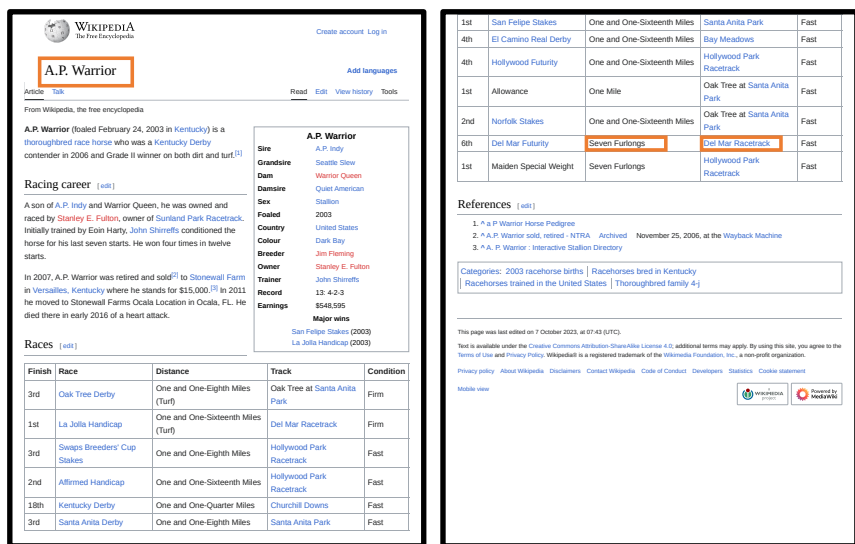 WIKIPEDIA
The Free Encyclopedia
Create account Log in
A.P. Warrior
Add languages
Article Talk Read Edit View history Tools
From Wikipedia, the free encyclopedia
A.P. Warrior (foaled February 24, 2003 in Kentucky) is a
thoroughbred race horse who was a Kentucky Derby
contender in 2006 and Grade II winner on both dirt and turf.[1]
Racing career [ edit ]
A son of A.P. Indy and Warrior Queen, he was owned and
raced by Stanley E. Fulton, owner of Sunland Park Racetrack.
Initially trained by Eoin Harty, John Shirreffs conditioned the
horse for his last seven starts. He won four times in twelve
starts.
In 2007, A.P. Warrior was retired and sold[2] to Stonewall Farm
in Versailles, Kentucky where he stands for $15,000.[3] In 2011
he moved to Stonewall Farms Ocala Location in Ocala, FL. He
died there in early 2016 of a heart attack.
A.P. Warrior
Sire A.P. Indy
Grandsire Seattle Slew
Dam Warrior Queen
Damsire Quiet American
Sex Stallion
Foaled 2003
Country United States
Colour Dark Bay
Breeder Jim Fleming
Owner Stanley E. Fulton
Trainer John Shirreffs
Record 13: 4-2-3
Earnings $548,595
Major wins
San Felipe Stakes (2003)
La Jolla Handicap (2003)
Races [ edit ]
Finish Race Distance Track Condition
3rd Oak Tree Derby One and One-Eighth Miles (Turf) Oak Tree at Santa Anita Park Firm
1st La Jolla Handicap One and One-Sixteenth Miles (Turf) Del Mar Racetrack Firm
3rd Swaps Breeders' Cup Stakes One and One-Eighth Miles Hollywood Park Racetrack Fast
2nd Affirmed Handicap One and One-Sixteenth Miles Hollywood Park Racetrack Fast
18th Kentucky Derby One and One-Quarter Miles Churchill Downs Fast
3rd Santa Anita Derby One and One-Eighth Miles Santa Anita Park Fast
1st San Felipe Stakes One and One-Sixteenth Miles Santa Anita Park Fast
4th El Camino Real Derby One and One-Sixteenth Miles Bay Meadows Fast
4th Hollywood Futurity One and One-Sixteenth Miles Hollywood Park Racetrack Fast
1st Allowance One Mile Oak Tree at Santa Anita Park Fast
2nd Norfolk Stakes One and One-Sixteenth Miles Oak Tree at Santa Anita Park Fast
6th Del Mar Futurity Seven Furlongs Del Mar Racetrack Fast
1st Maiden Special Weight Seven Furlongs Hollywood Park Racetrack Fast
References [ edit ]
1. ^ a P Warrior Horse Pedigree
2. ^ A.P. Warrior sold, retired - NTRA Archived November 25, 2006, at the Wayback Machine
3. ^ A. P. Warrior : Interactive Stallion Directory
Categories: 2003 racehorse births | Racehorses bred in Kentucky
| Racehorses trained in the United States | Thoroughbred family 4-j
This page was last edited on 7 October 2023, at 07:43 (UTC).
Text is available under the Creative Commons Attribution-ShareAlike License 4.0; additional terms may apply. By using this site, you agree to the
Terms of Use and Privacy Policy. Wikipedia® is a registered trademark of the Wikimedia Foundation, Inc., a non-profit organization.
Privacy policy About Wikipedia Disclaimers Contact Wikipedia Code of Conduct Developers Statistics Cookie statement
Mobile view
A WIKIMEDIA project
Powered by MediaWiki